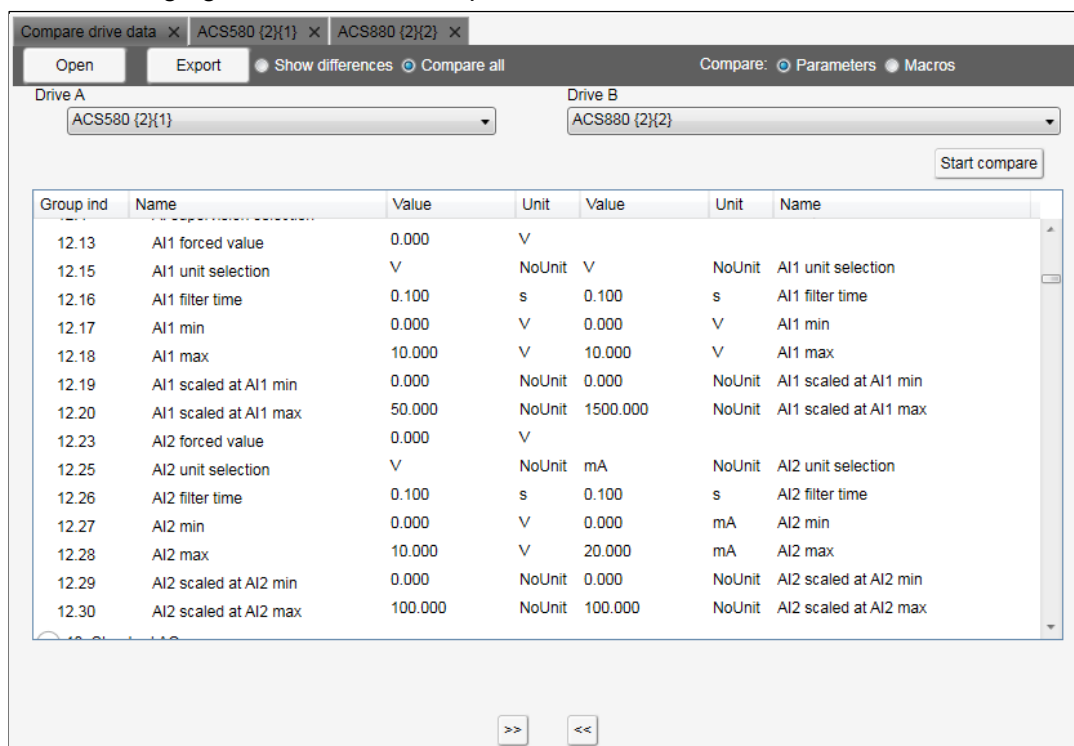 Compare drive data × ACS580 {2}{1} × ACS880 {2}{2} ×
Open Export Show differences Compare all Compare: Parameters Macros
Drive A Drive B
ACS580 {2}{1} ACS880 {2}{2}
Start compare
Group ind Name Value Unit Value Unit Name
12.13 AI1 forced value 0.000 V
12.15 AI1 unit selection V NoUnit V NoUnit AI1 unit selection
12.16 AI1 filter time 0.100 s 0.100 s AI1 filter time
12.17 AI1 min 0.000 V 0.000 V AI1 min
12.18 AI1 max 10.000 V 10.000 V AI1 max
12.19 AI1 scaled at AI1 min 0.000 NoUnit 0.000 NoUnit AI1 scaled at AI1 min
12.20 AI1 scaled at AI1 max 50.000 NoUnit 1500.000 NoUnit AI1 scaled at AI1 max
12.23 AI2 forced value 0.000 V
12.25 AI2 unit selection V NoUnit mA NoUnit AI2 unit selection
12.26 AI2 filter time 0.100 s 0.100 s AI2 filter time
12.27 AI2 min 0.000 V 0.000 mA AI2 min
12.28 AI2 max 10.000 V 20.000 mA AI2 max
12.29 AI2 scaled at AI2 min 0.000 NoUnit 0.000 NoUnit AI2 scaled at AI2 min
12.30 AI2 scaled at AI2 max 100.000 NoUnit 100.000 NoUnit AI2 scaled at AI2 max
>> <<